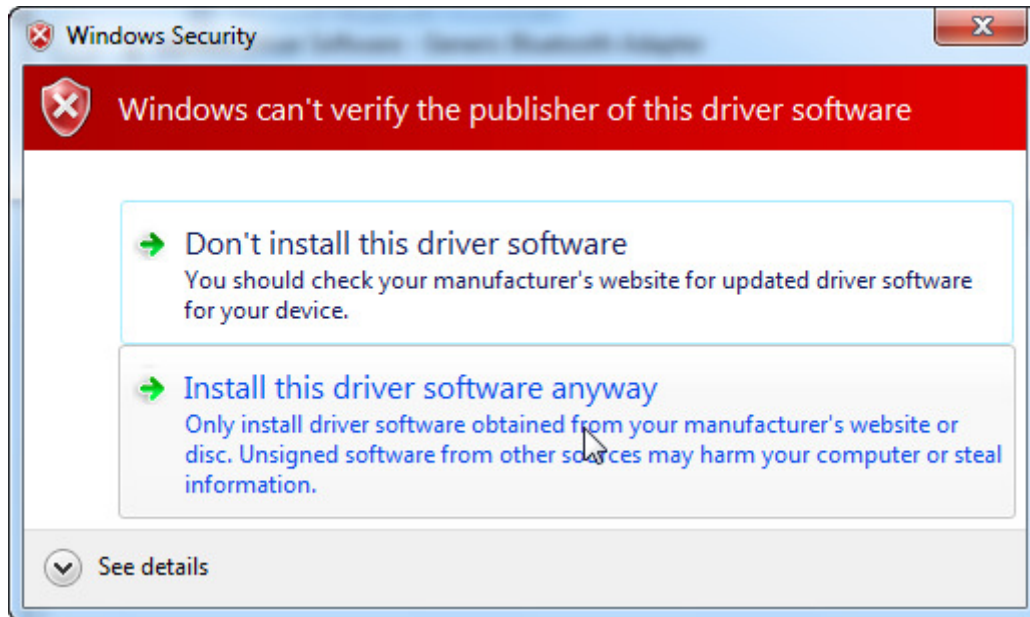 Windows Security
Windows can't verify the publisher of this driver software
Don't install this driver software
You should check your manufacturer's website for updated driver software
for your device.
Install this driver software anyway
Only install driver software obtained from your manufacturer's website or
disc. Unsigned software from other sources may harm your computer or steal
information.
See details